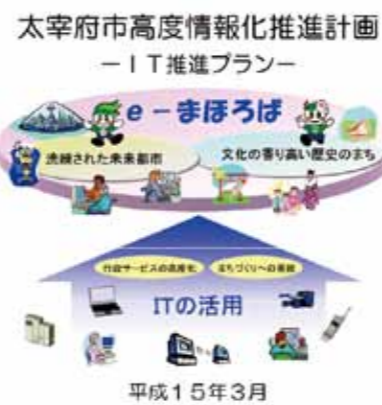 太宰府市高度情報化推進計画
－ＩＴ推進プラン－
e－まほろば
洗練された未来都市
文化の香り高い歴史のまち
行政サービスの高度化
まちづくりへの貢献
ITの活用
平成１５年３月